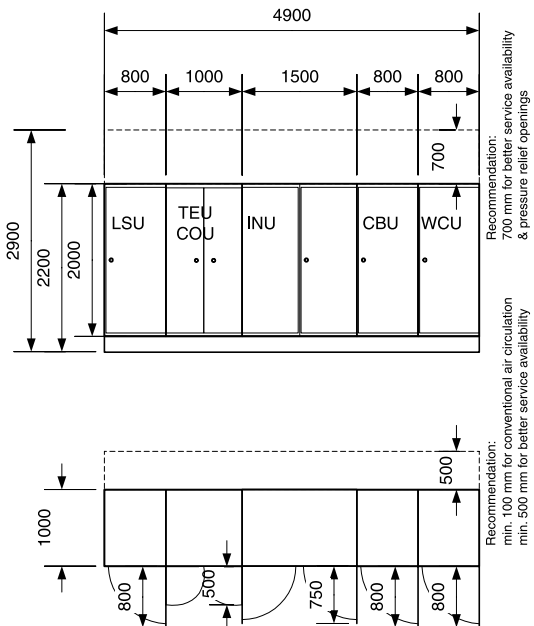 4900
800 1000 1500 800 800
700
Recommendation:
700 mm for better service availability
& pressure relief openings
LSU
TEU
COU
INU
CBU
WCU
2900
2200
2000
Recommendation:
min. 100 mm for conventional air circulation
min. 500 mm for better service availability
500
1000
800
500
750
800
800